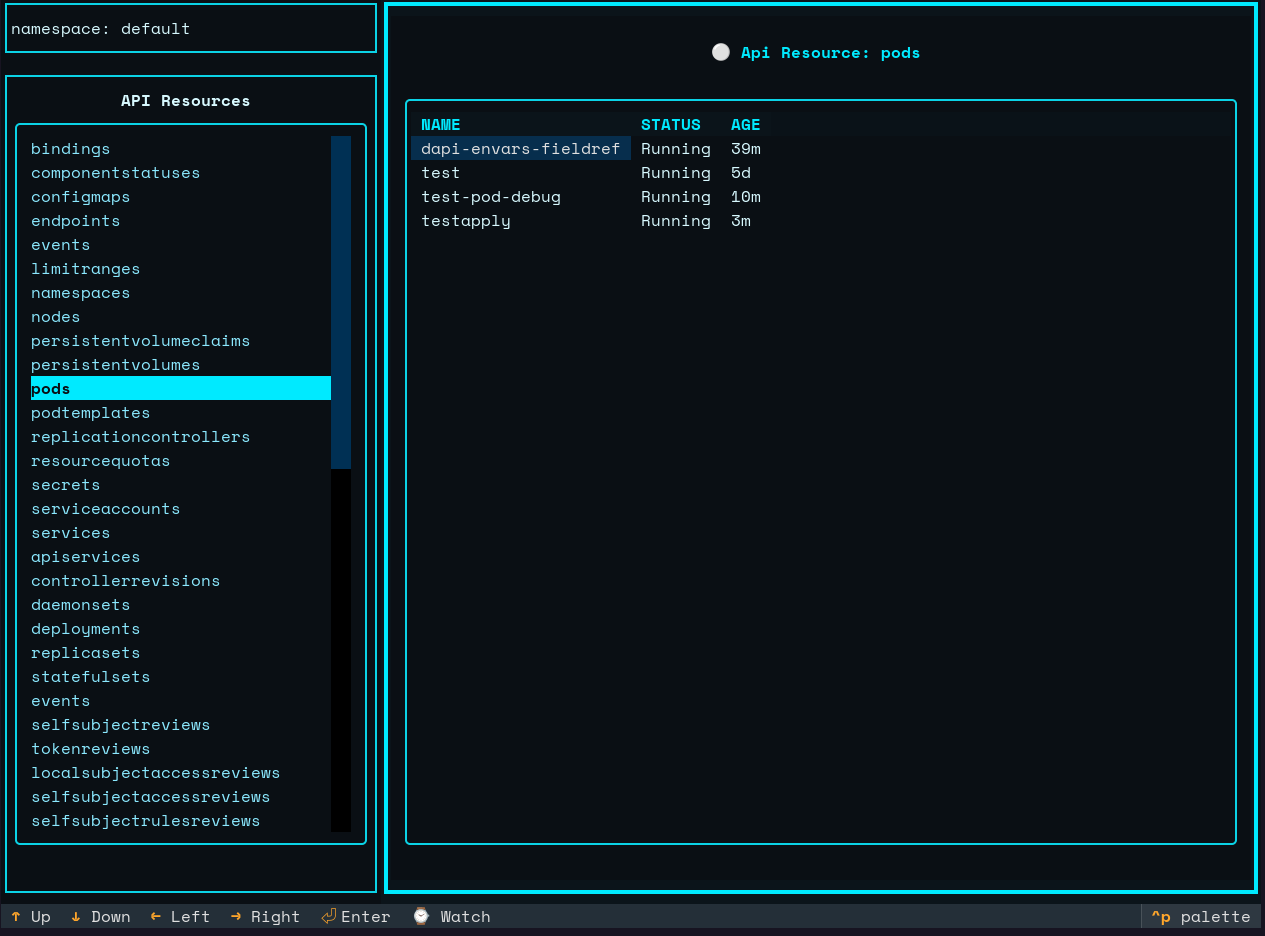 namespace: default
API Resources
bindings
componentstatuses
configmaps
endpoints
events
limitranges
namespaces
nodes
persistentvolumeclaims
persistentvolumes
pods
podtemplates
replicationcontrollers
resourcequotas
secrets
serviceaccounts
services
apiservices
controllerrevisions
daemonsets
deployments
replicasets
statefulsets
events
selfsubjectreviews
tokenreviews
localsubjectaccessreviews
selfsubjectaccessreviews
selfsubjectrulesreviews
Api Resource: pods
NAME STATUS AGE
dapi-envars-fieldref Running 39m
test Running 5d
test-pod-debug Running 10m
testapply Running 3m
↑ Up ↓ Down ← Left → Right ⏎ Enter ⌚ Watch ^p palette